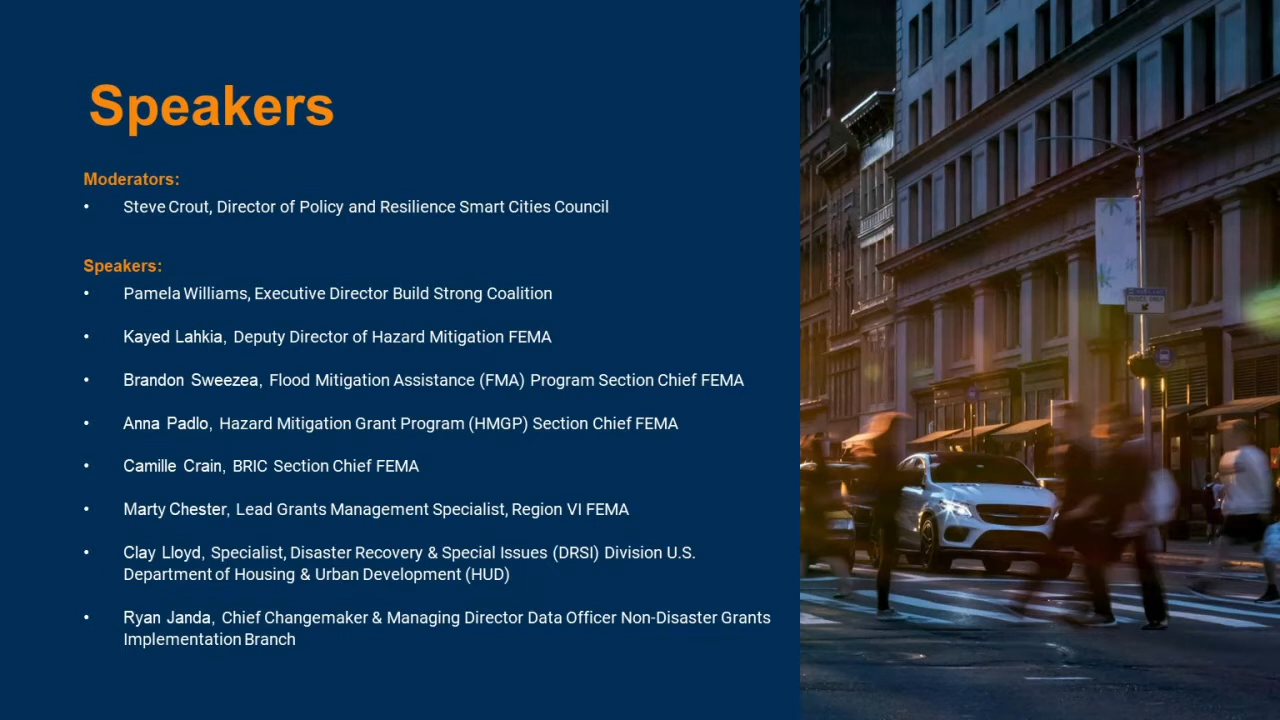 Speakers
Moderators:
• Steve Crout, Director of Policy and Resilience Smart Cities Council
Speakers:
• Pamela Williams, Executive Director Build Strong Coalition
• Kayed Lahkia, Deputy Director of Hazard Mitigation FEMA
• Brandon Sweezea, Flood Mitigation Assistance (FMA) Program Section Chief FEMA
• Anna Padlo, Hazard Mitigation Grant Program (HMGP) Section Chief FEMA
• Camille Crain, BRIC Section Chief FEMA
• Marty Chester, Lead Grants Management Specialist, Region VI FEMA
• Clay Lloyd, Specialist, Disaster Recovery & Special Issues (DRSI) Division U.S.
Department of Housing & Urban Development (HUD)
• Ryan Janda, Chief Changemaker & Managing Director Data Officer Non-Disaster Grants
Implementation Branch